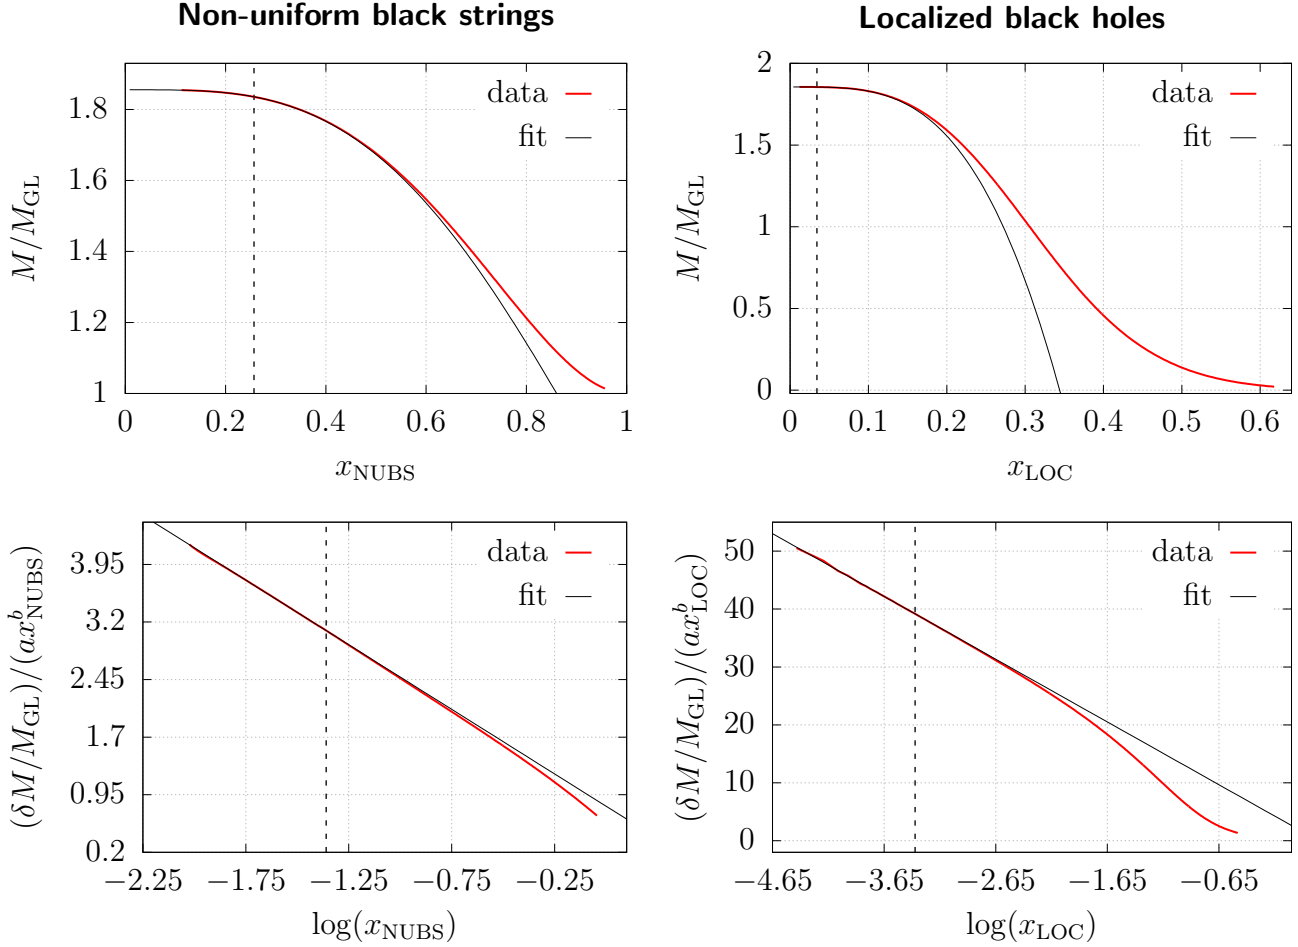 Non-uniform black strings
M/M_GL
1.8
1.6
1.4
1.2
1
data
fit
0 0.2 0.4 0.6 0.8 1
x_NUBS
Localized black holes
M/M_GL
2
1.5
1
0.5
0
data
fit
0 0.1 0.2 0.3 0.4 0.5 0.6
x_LOC
(δM/M_GL)/(ax^b_NUBS)
3.95
3.2
2.45
1.7
0.95
0.2
data
fit
−2.25 −1.75 −1.25 −0.75 −0.25
log(x_NUBS)
(δM/M_GL)/(ax^b_LOC)
50
40
30
20
10
0
data
fit
−4.65 −3.65 −2.65 −1.65 −0.65
log(x_LOC)